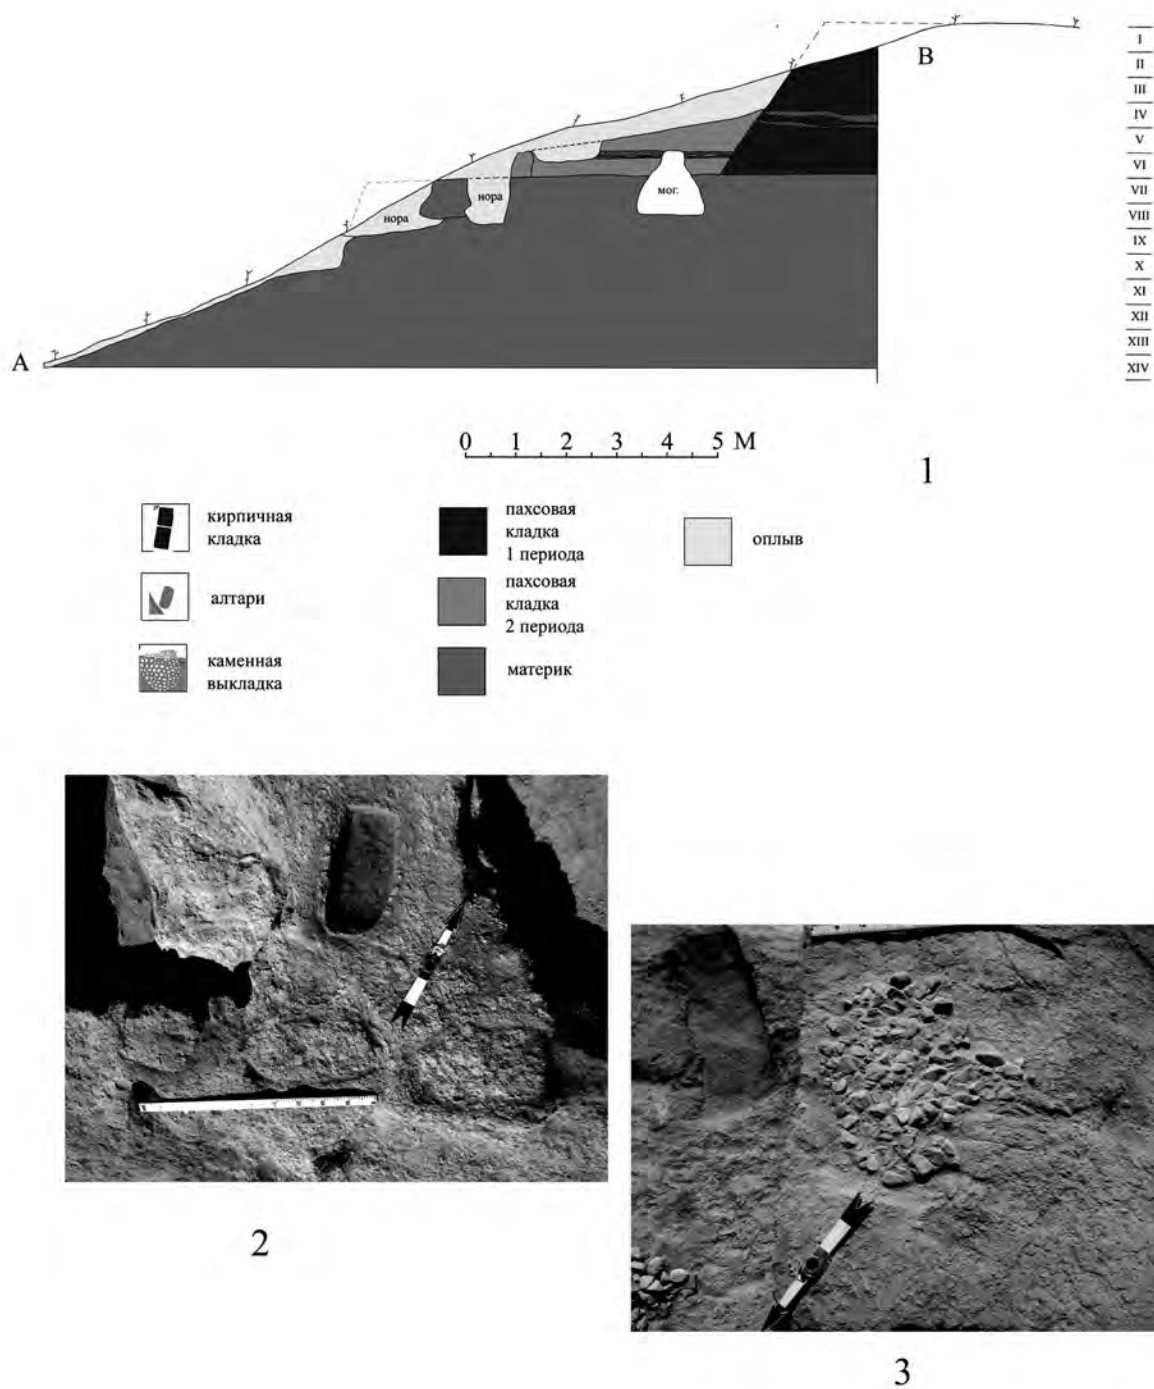 I
B
II
III
IV
V
VI
мог.
VII
нора
нора
VIII
IX
X
XI
XII
XIII
A
XIV
0 1 2 3 4 5 М
1
кирпичная
кладка
пахсовая
кладка
1 периода
оплыв
алтари
пахсовая
кладка
2 периода
каменная
выкладка
материк
2
3